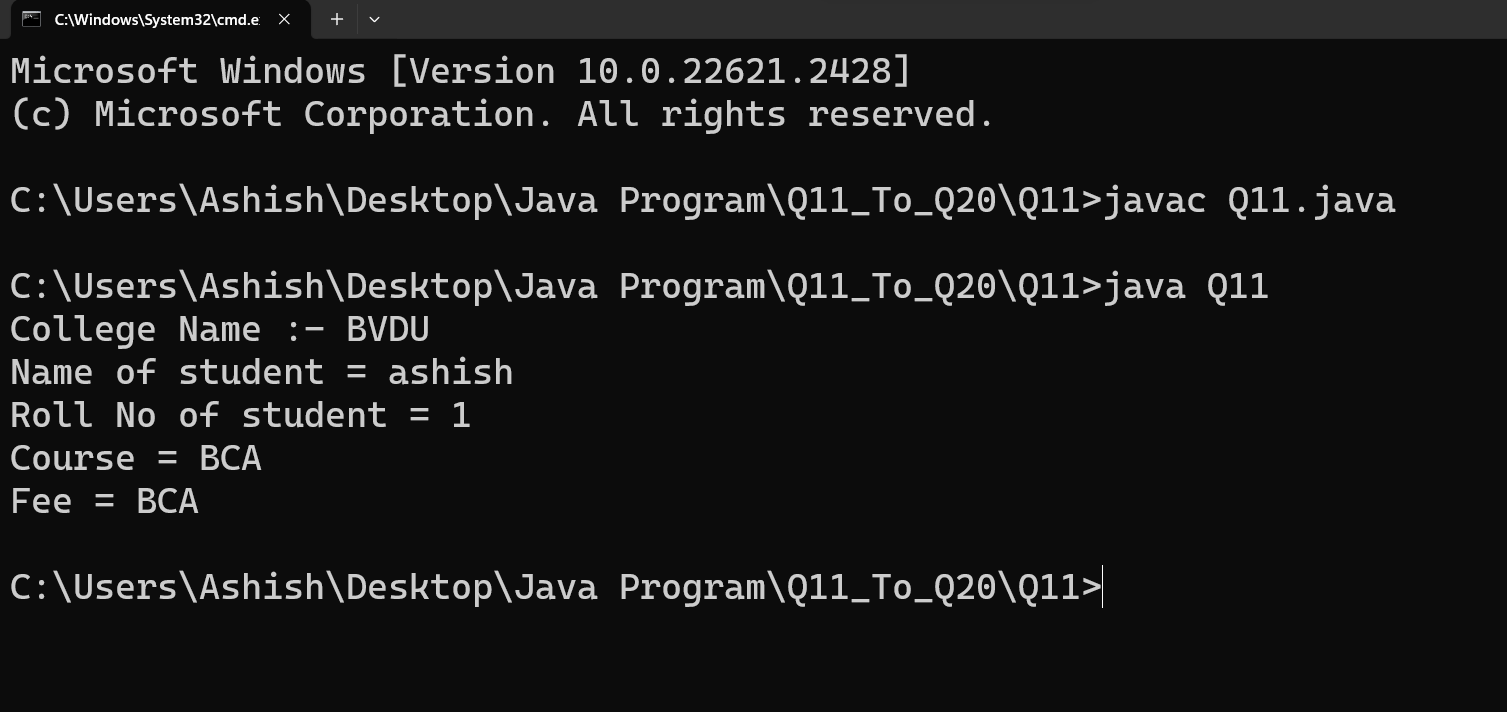 C:\Windows\System32\cmd.e
Microsoft Windows [Version 10.0.22621.2428]
(c) Microsoft Corporation. All rights reserved.
C:\Users\Ashish\Desktop\Java Program\Q11_To_Q20\Q11>javac Q11.java
C:\Users\Ashish\Desktop\Java Program\Q11_To_Q20\Q11>java Q11
College Name :- BVDU
Name of student = ashish
Roll No of student = 1
Course = BCA
Fee = BCA
C:\Users\Ashish\Desktop\Java Program\Q11_To_Q20\Q11>